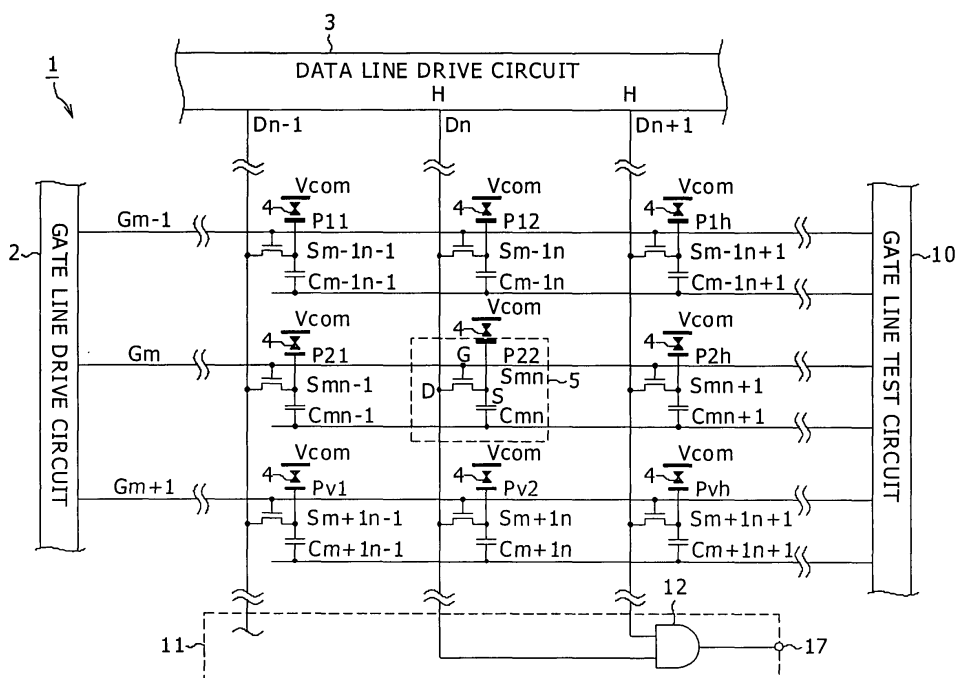 3
1
DATA LINE DRIVE CIRCUIT
H H
Dn-1 Dn Dn+1
Vcom Vcom Vcom
4 P11 4 P12 4 P1h
Gm-1
2
GATE LINE DRIVE CIRCUIT
GATE LINE TEST CIRCUIT
10
Sm-1n-1 Sm-1n Sm-1n+1
Cm-1n-1 Cm-1n Cm-1n+1
Vcom Vcom Vcom
4 4 4
Gm P21 G P22 P2h
Smn-1 D S Smn 5 Smn+1
Cmn-1 Cmn Cmn+1
Vcom Vcom Vcom
4 4 4
Gm+1 Pv1 Pv2 Pvh
Sm+1n-1 Sm+1n Sm+1n+1
Cm+1n-1 Cm+1n Cm+1n+1
12
11 17